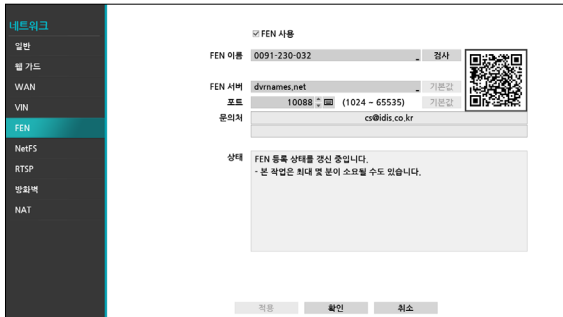 네트워크
일반
웹 가드
WAN
VIN
FEN
NetFS
RTSP
방화벽
NAT
FEN 사용
FEN 이름 0091-230-032 검사
FEN 서버 dvrnames.net 기본값
포트 10088 (1024 ~ 65535) 기본값
문의처 cs@idis.co.kr
상태 FEN 등록 상태를 갱신 중입니다.
- 본 작업은 최대 몇 분이 소요될 수도 있습니다.
적용 확인 취소